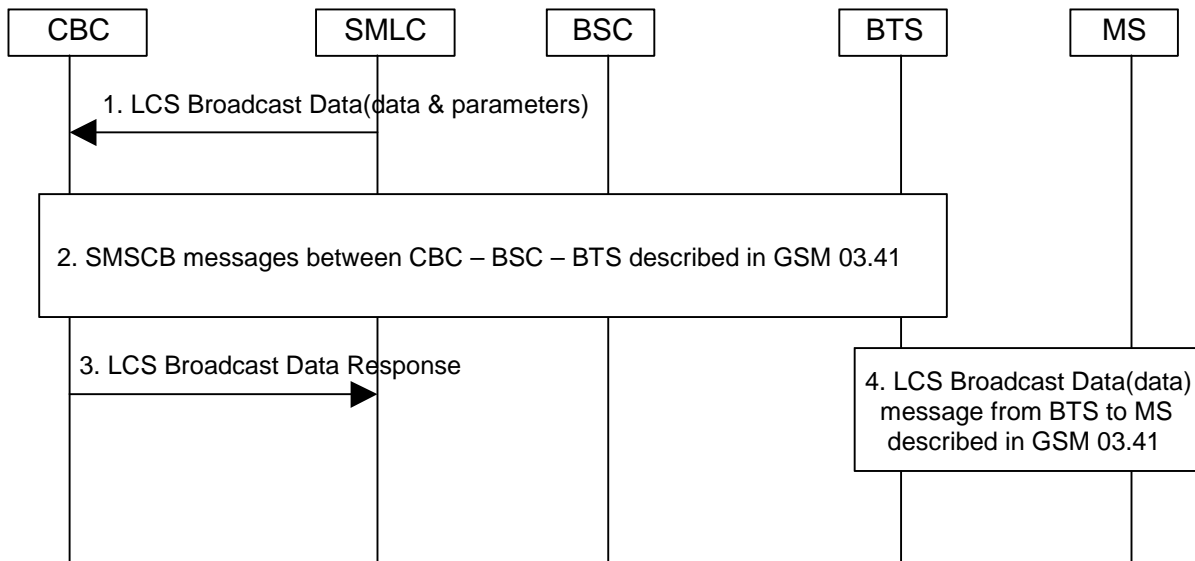 CBC SMLC BSC BTS MS
1. LCS Broadcast Data(data & parameters)
2. SMSCB messages between CBC – BSC – BTS described in GSM 03.41
3. LCS Broadcast Data Response
4. LCS Broadcast Data(data)
message from BTS to MS
described in GSM 03.41